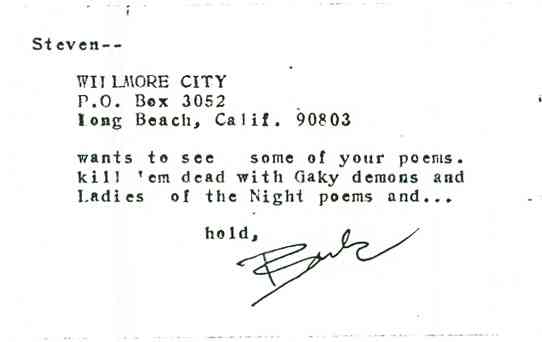 Steven--
WILMORE CITY
P.O. Box 3052
Long Beach, Calif. 90803
wants to see some of your poems.
kill 'em dead with Gaky demons and
Ladies of the Night poems and...
hold,
Buk